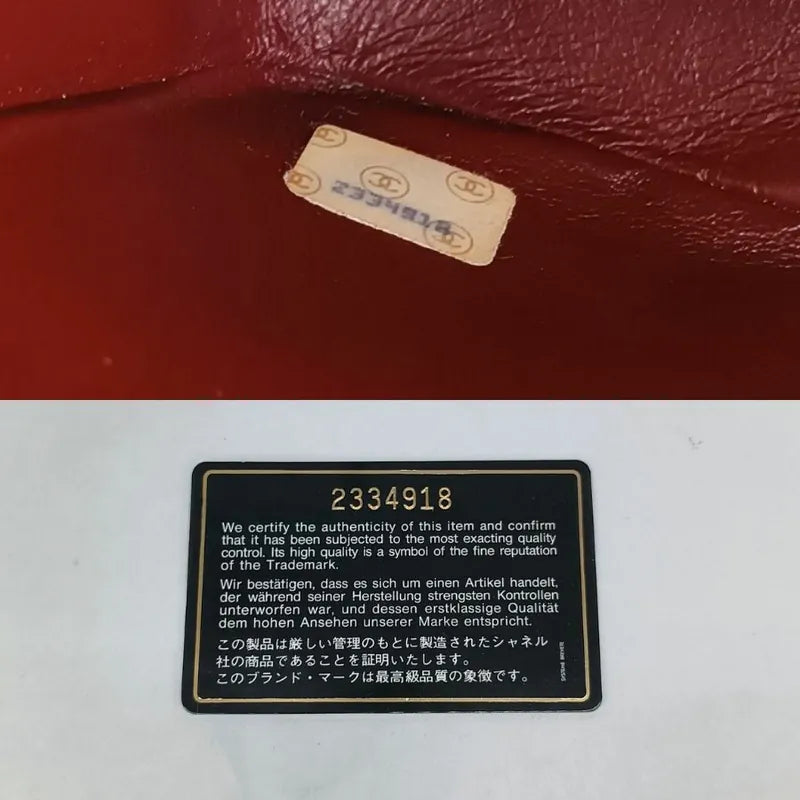 2334918
2334918
We certify the authenticity of this item and confirm
that it has been subjected to the most exacting quality
control. Its high quality is a symbol of the fine reputation
of the Trademark.
Wir bestätigen, dass es sich um einen Artikel handelt,
der während seiner Herstellung strengsten Kontrollen
unterworfen war, und dessen erstklassige Qualität
dem hohen Ansehen unserer Marke entspricht.
この製品は厳しい管理のもとに製造されたシャネル
社の商品であることを証明いたします。
このブランド・マークは最高級品質の象徴です。